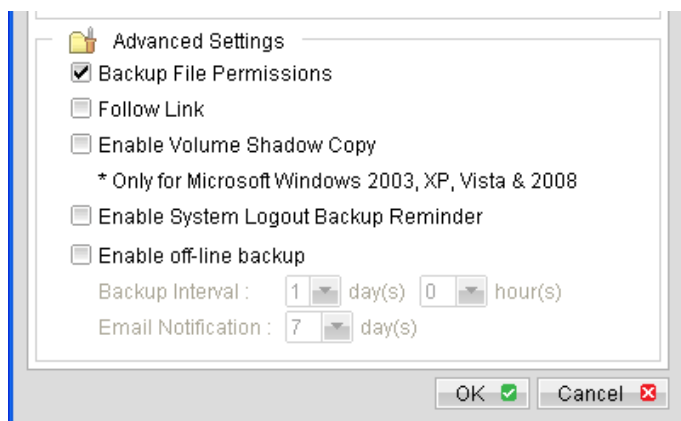 Advanced Settings
Backup File Permissions
Follow Link
Enable Volume Shadow Copy
* Only for Microsoft Windows 2003, XP, Vista & 2008
Enable System Logout Backup Reminder
Enable off-line backup
Backup Interval : 1 day(s) 0 hour(s)
Email Notification : 7 day(s)
OK Cancel